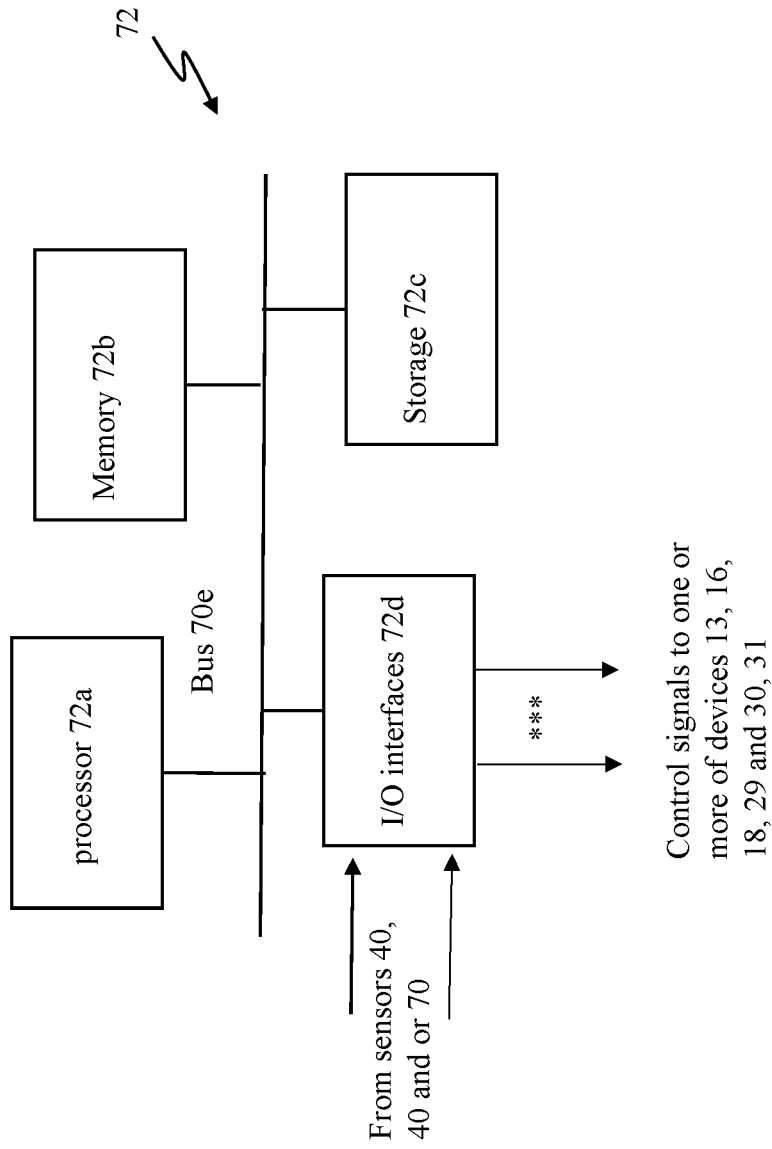 72
processor 72a
Memory 72b
Bus 70e
I/O interfaces 72d
Storage 72c
From sensors 40,
40 and or 70
***
Control signals to one or
more of devices 13, 16,
18, 29 and 30, 31